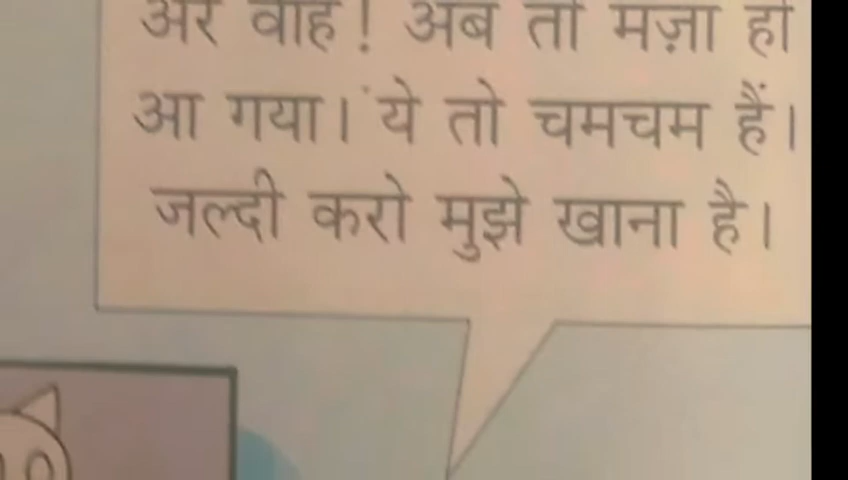 अरे वाह! अब तो मज़ा ही
आ गया। ये तो चमचम हैं।
जल्दी करो मुझे खाना है।